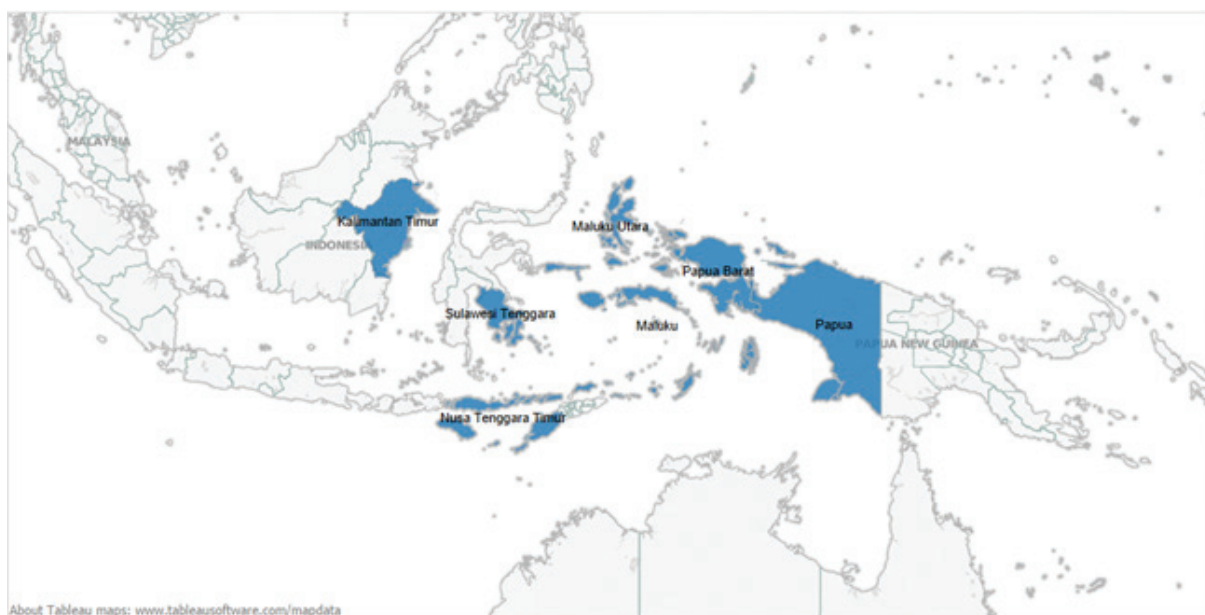 MALAYSIA
Kalimantan Timur
Maluku Utara
INDONESIA
Papua Barat
Sulawesi Tenggara
Maluku
Papua
PAPUA NEW GUINEA
Nusa Tenggara Timur
About Tableau maps: www.tableausoftware.com/mapdata